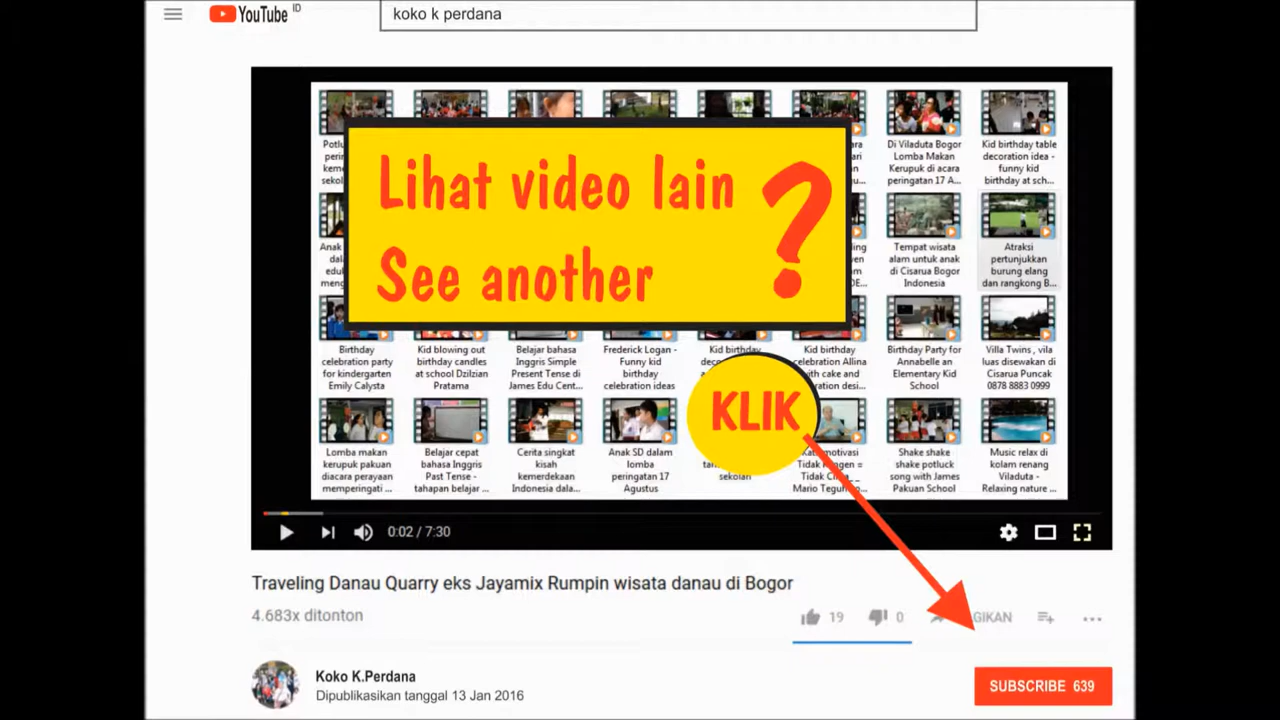 YouTube ID
koko k perdana
Di Viladuta Bogor
Lomba Makan
Kerupuk di acara
peringatan 17 A...
Kid birthday table
decoration idea -
funny kid
birthday at sch...
Lihat video lain
See another
?
Tempat wisata
alam untuk anak
di Cisarua Bogor
Indonesia
Atraksi
pertunjukkan
burung elang
dan rangkong B...
Birthday
celebration party
for kindergarten
Emily Calysta
Kid blowing out
birthday candles
at school Dzilzian
Pratama
Belajar bahasa
Inggris Simple
Present Tense di
James Edu Cent...
Frederick Logan -
Funny kid
birthday
celebration ideas
Kid birthday
Kid birthday
celebration Allina
with cake and
Birthday Party for
Annabelle an
Elementary Kid
School
Villa Twins , vila
luas disewakan di
Cisarua Puncak
0878 8883 0999
KLIK
Lomba makan
kerupuk pakuan
diacara perayaan
memperingati ...
Belajar cepat
bahasa Inggris
Past Tense -
tahapan belajar ...
Cerita singkat
kisah
kemerdekaan
Indonesia dala...
Anak SD dalam
lomba
peringatan 17
Agustus
sekolah
motivasi
Shake shake
shake potluck
song with James
Pakuan School
Music relax di
kolam renang
Viladuta -
Relaxing nature ...
0:02 / 7:30
Traveling Danau Quarry eks Jayamix Rumpin wisata danau di Bogor
4.683x ditonton
19
0
GIKAN
Koko K.Perdana
Dipublikasikan tanggal 13 Jan 2016
SUBSCRIBE 639